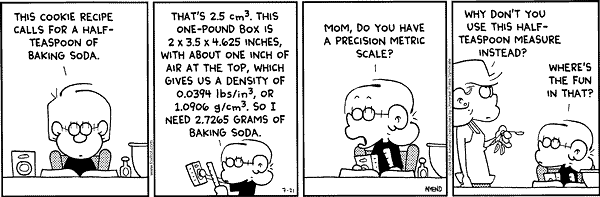 THIS COOKIE RECIPE
CALLS FOR A HALF-
TEASPOON OF
BAKING SODA.
THAT'S 2.5 cm³. THIS
ONE-POUND BOX IS
2 x 3.5 x 4.625 INCHES,
WITH ABOUT ONE INCH OF
AIR AT THE TOP, WHICH
GIVES US A DENSITY OF
0.0394 lbs/in³, OR
1.0906 g/cm³. SO I
NEED 2.7265 GRAMS OF
BAKING SODA.
7-21
MOM, DO YOU HAVE
A PRECISION METRIC
SCALE?
AMEND
WHY DON'T YOU
USE THIS HALF-
TEASPOON MEASURE
INSTEAD?
WHERE'S
THE FUN
IN THAT?